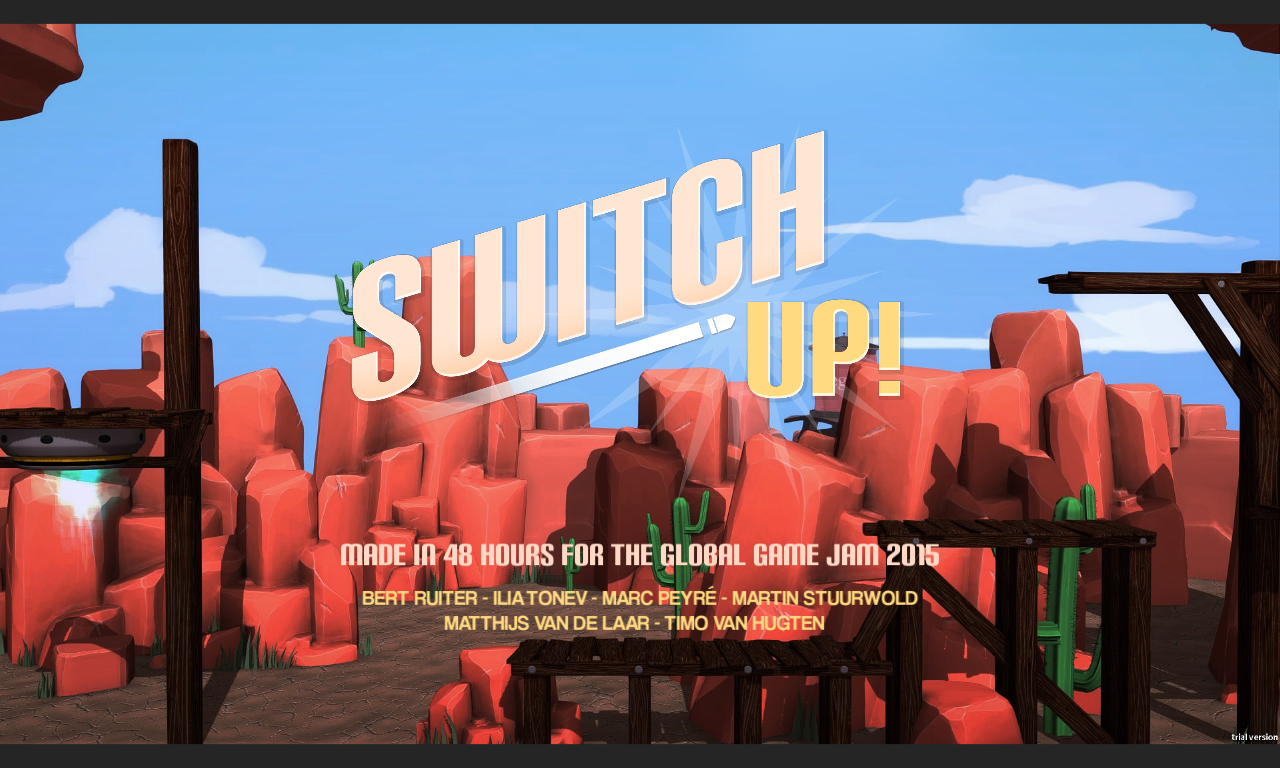 SWITCH
UP!
MADE IN 48 HOURS FOR THE GLOBAL GAME JAM 2015
BERT RUITER - ILIA TONEV - MARC PEYRÉ - MARTIN STUURWOLD
MATTHIJS VAN DE LAAR - TIMO VAN HUGTEN
trial version